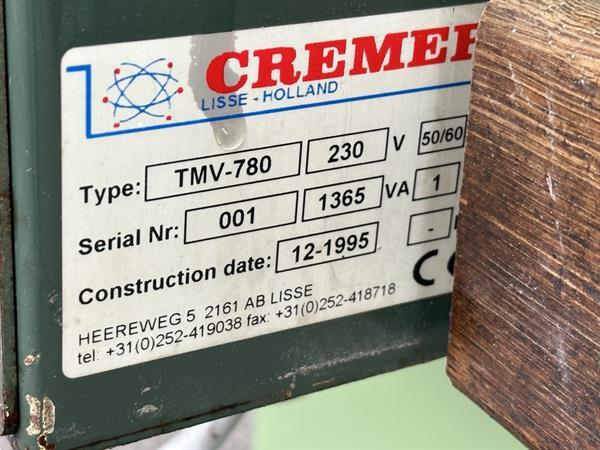 CREMER
LISSE - HOLLAND
Type: TMV-780 230 V 50/60
Serial Nr: 001 1365 VA 1
Construction date: 12-1995 -
HEEREWEG 5 2161 AB LISSE
tel: +31(0)252-419038 fax: +31(0)252-418718
CE